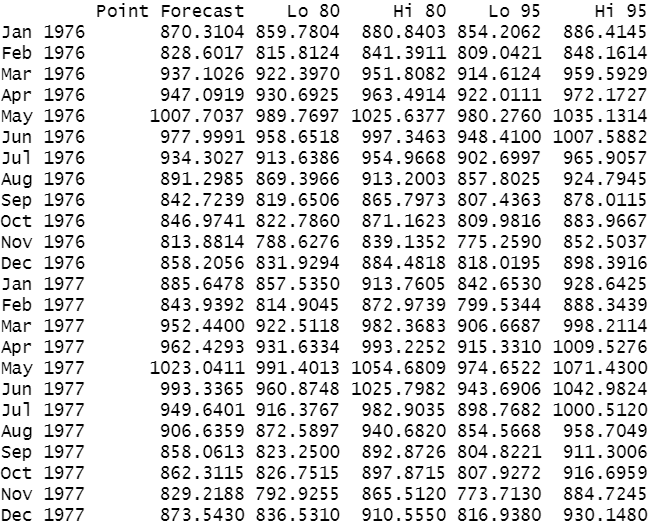 Point Forecast Lo 80 Hi 80 Lo 95 Hi 95
Jan 1976 870.3104 859.7804 880.8403 854.2062 886.4145
Feb 1976 828.6017 815.8124 841.3911 809.0421 848.1614
Mar 1976 937.1026 922.3970 951.8082 914.6124 959.5929
Apr 1976 947.0919 930.6925 963.4914 922.0111 972.1727
May 1976 1007.7037 989.7697 1025.6377 980.2760 1035.1314
Jun 1976 977.9991 958.6518 997.3463 948.4100 1007.5882
Jul 1976 934.3027 913.6386 954.9668 902.6997 965.9057
Aug 1976 891.2985 869.3966 913.2003 857.8025 924.7945
Sep 1976 842.7239 819.6506 865.7973 807.4363 878.0115
Oct 1976 846.9741 822.7860 871.1623 809.9816 883.9667
Nov 1976 813.8814 788.6276 839.1352 775.2590 852.5037
Dec 1976 858.2056 831.9294 884.4818 818.0195 898.3916
Jan 1977 885.6478 857.5350 913.7605 842.6530 928.6425
Feb 1977 843.9392 814.9045 872.9739 799.5344 888.3439
Mar 1977 952.4400 922.5118 982.3683 906.6687 998.2114
Apr 1977 962.4293 931.6334 993.2252 915.3310 1009.5276
May 1977 1023.0411 991.4013 1054.6809 974.6522 1071.4300
Jun 1977 993.3365 960.8748 1025.7982 943.6906 1042.9824
Jul 1977 949.6401 916.3767 982.9035 898.7682 1000.5120
Aug 1977 906.6359 872.5897 940.6820 854.5668 958.7049
Sep 1977 858.0613 823.2500 892.8726 804.8221 911.3006
Oct 1977 862.3115 826.7515 897.8715 807.9272 916.6959
Nov 1977 829.2188 792.9255 865.5120 773.7130 884.7245
Dec 1977 873.5430 836.5310 910.5550 816.9380 930.1480